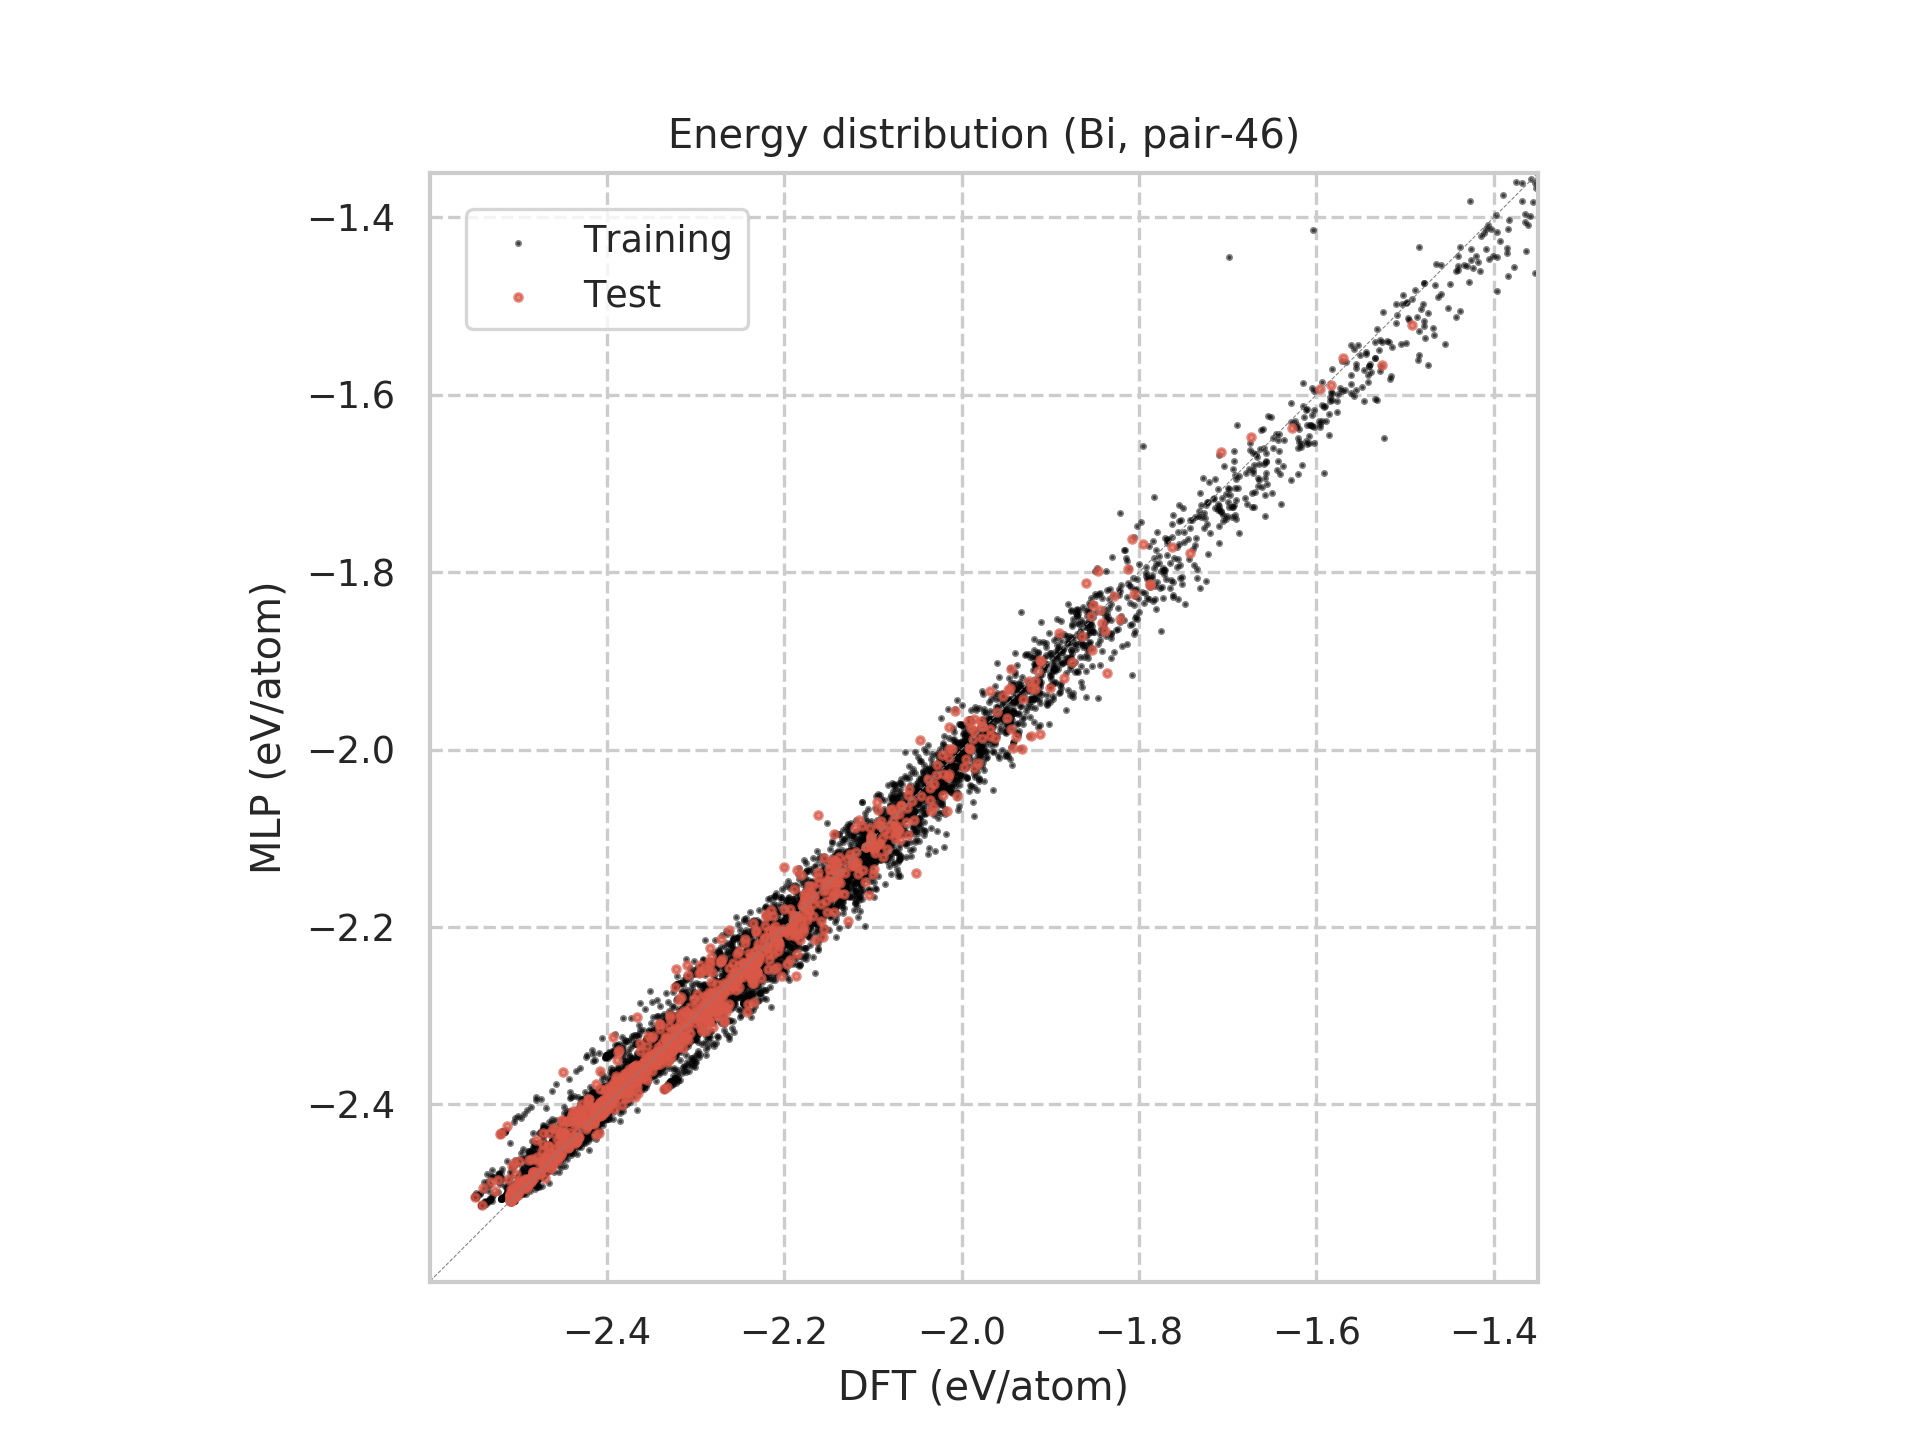 Energy distribution (Bi, pair-46)
Training
Test
MLP (eV/atom)
−1.4
−1.6
−1.8
−2.0
−2.2
−2.4
−2.4 −2.2 −2.0 −1.8 −1.6 −1.4
DFT (eV/atom)